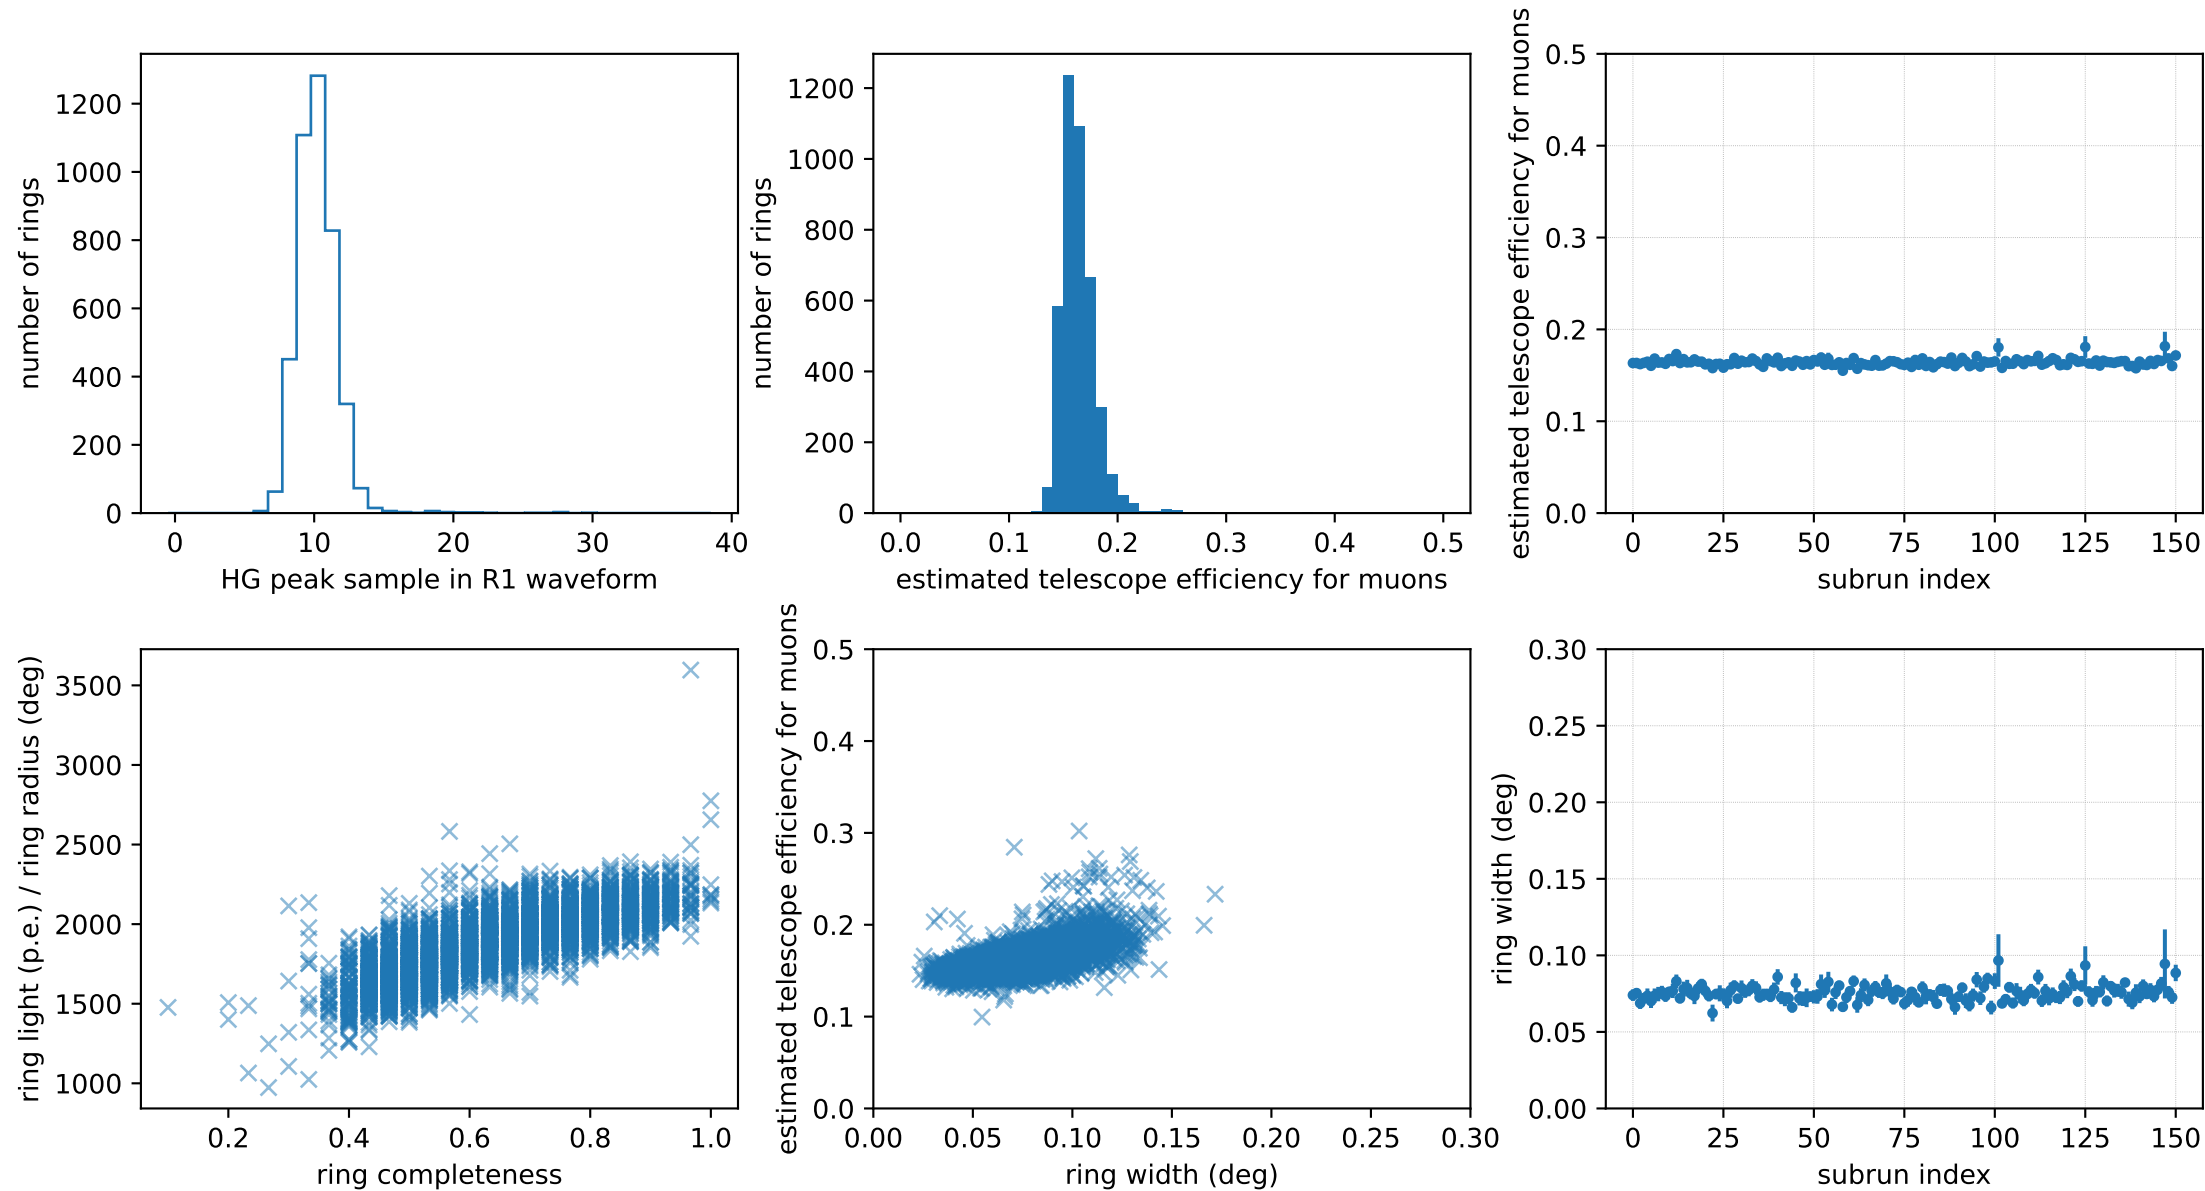 number of rings
1200
1000
800
600
400
200
0
0 10 20 30 40
HG peak sample in R1 waveform
number of rings
1200
1000
800
600
400
200
0
0.0 0.1 0.2 0.3 0.4 0.5
estimated telescope efficiency for muons
estimated telescope efficiency for muons
0.5
0.4
0.3
0.2
0.1
0.0
0 25 50 75 100 125 150
subrun index
ring light (p.e.) / ring radius (deg)
3500
3000
2500
2000
1500
1000
0.2 0.4 0.6 0.8 1.0
ring completeness
estimated telescope efficiency for muons
0.5
0.4
0.3
0.2
0.1
0.0
0.00 0.05 0.10 0.15 0.20 0.25 0.30
ring width (deg)
ring width (deg)
0.30
0.25
0.20
0.15
0.10
0.05
0.00
0 25 50 75 100 125 150
subrun index